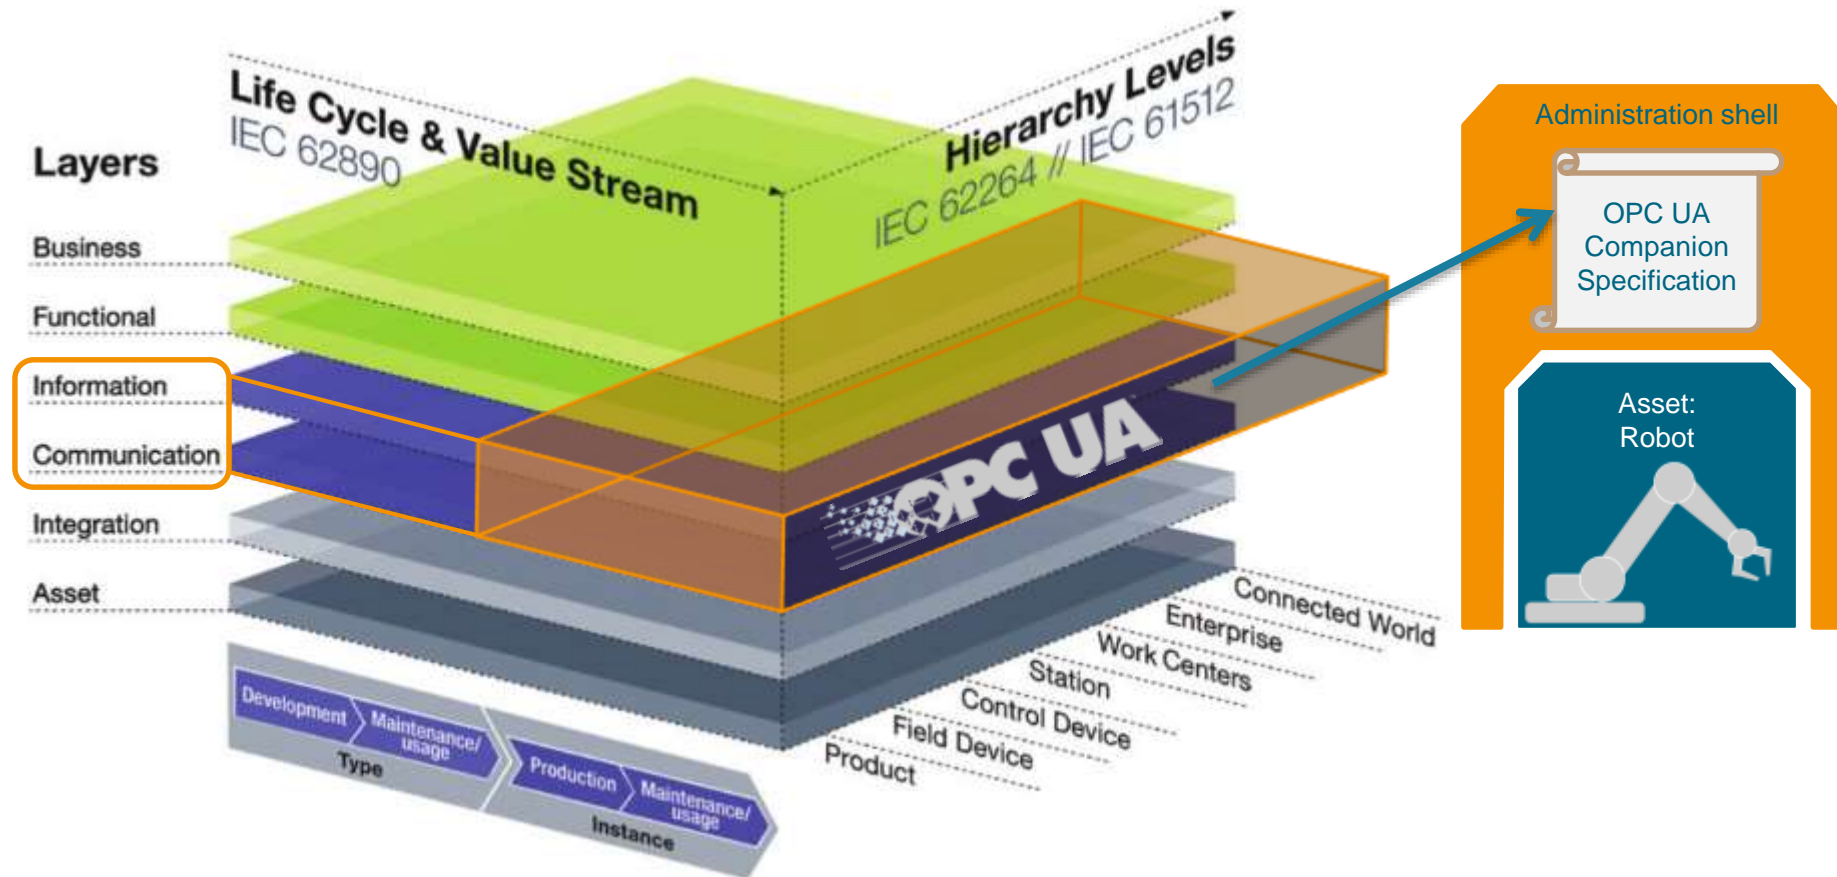 Life Cycle & Value Stream
IEC 62890
Hierarchy Levels
IEC 62264 // IEC 61512
Layers
Business
Functional
Information
Communication
Integration
Asset
OPC UA
Development
Maintenance/
usage
Type
Production
Maintenance/
usage
Instance
Connected World
Enterprise
Work Centers
Station
Control Device
Field Device
Product
Administration shell
OPC UA
Companion
Specification
Asset:
Robot